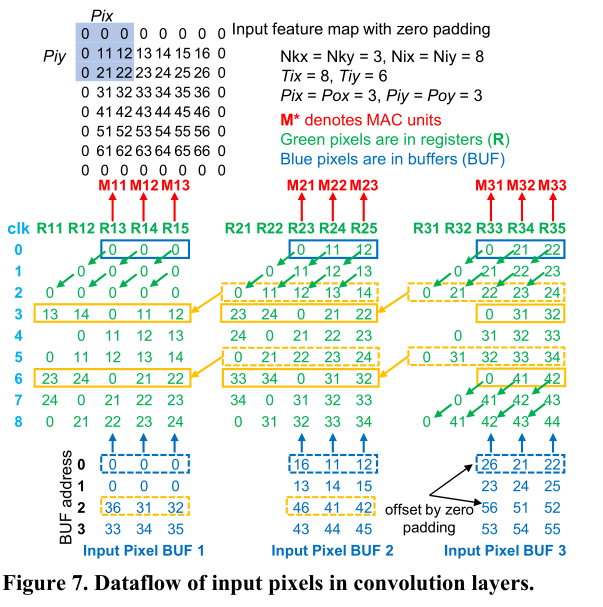 Pix
Piy
0 0 0 0 0 0 0 0
0 11 12 13 14 15 16 0
0 21 22 23 24 25 26 0
0 31 32 33 34 35 36 0
0 41 42 43 44 45 46 0
0 51 52 53 54 55 56 0
0 61 62 63 64 65 66 0
0 0 0 0 0 0 0 0
Input feature map with zero padding
Nkx = Nky = 3, Nix = Niy = 8
Tix = 8, Tiy = 6
Pix = Pox = 3, Piy = Poy = 3
M* denotes MAC units
Green pixels are in registers (R)
Blue pixels are in buffers (BUF)
M11 M12 M13 M21 M22 M23 M31 M32 M33
clk R11 R12 R13 R14 R15 R21 R22 R23 R24 R25 R31 R32 R33 R34 R35
0 0 0 0 0 11 12 0 21 22
1 0 0 0 0 0 11 12 13 0 21 22 23
2 0 0 0 0 0 0 11 12 13 14 0 21 22 23 24
3 13 14 0 11 12 23 24 0 21 22 0 31 32
4 14 0 11 12 13 24 0 21 22 23 0 31 32 33
5 0 11 12 13 14 0 21 22 23 24 0 31 32 33 34
6 23 24 0 21 22 33 34 0 31 32 0 41 42
7 24 0 21 22 23 34 0 31 32 33 0 41 42 43
8 0 21 22 23 24 0 31 32 33 34 0 41 42 43 44
BUF address
0 0 0 0 16 11 12 26 21 22
1 0 0 0 13 14 15 23 24 25
2 36 31 32 46 41 42 56 51 52
3 33 34 35 43 44 45 53 54 55
offset by zero
padding
Input Pixel BUF 1 Input Pixel BUF 2 Input Pixel BUF 3
Figure 7. Dataflow of input pixels in convolution layers.